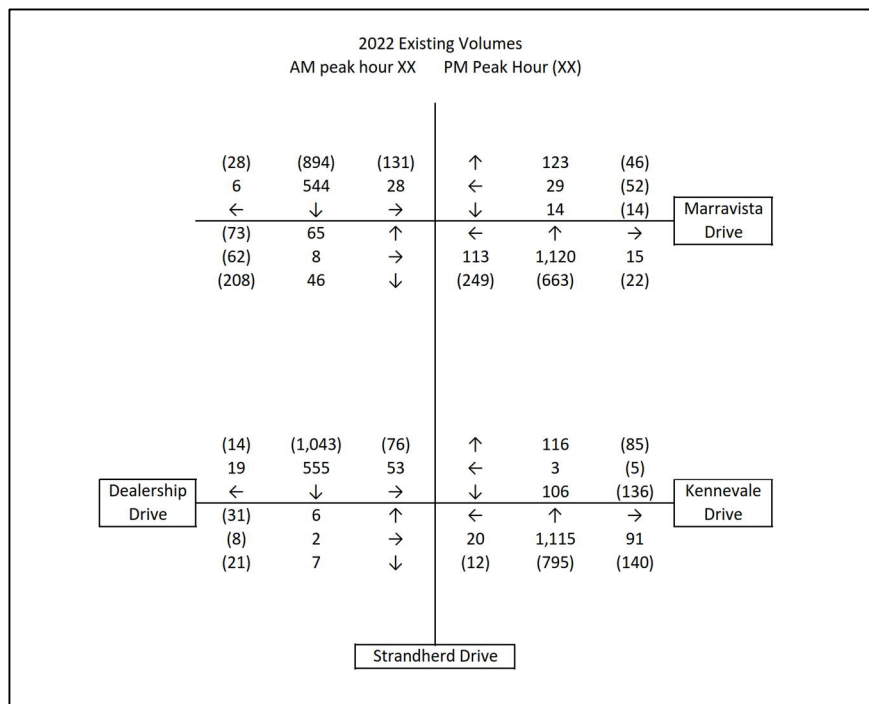 2022 Existing Volumes
AM peak hour XX PM Peak Hour (XX)
(28) (894) (131) ↑ 123 (46)
6 544 28 ← 29 (52)
← ↓ → ↓ 14 (14) Marravista
(73) 65 ↑ ← ↑ → Drive
(62) 8 → 113 1,120 15
(208) 46 ↓ (249) (663) (22)
(14) (1,043) (76) ↑ 116 (85)
19 555 53 ← 3 (5)
Dealership ← ↓ → ↓ 106 (136) Kennevale
Drive (31) 6 ↑ ← ↑ → Drive
(8) 2 → 20 1,115 91
(21) 7 ↓ (12) (795) (140)
Strandherd Drive